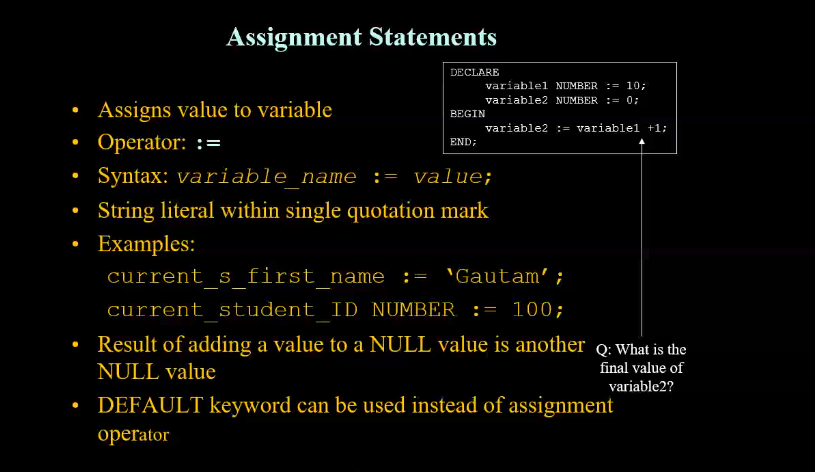 Assignment Statements
DECLARE
variable1 NUMBER := 10;
variable2 NUMBER := 0;
BEGIN
variable2 := variable1 +1;
END;
• Assigns value to variable
• Operator: :=
• Syntax: variable_name := value;
• String literal within single quotation mark
• Examples:
current_s_first_name := ‘Gautam’;
current_student_ID NUMBER := 100;
• Result of adding a value to a NULL value is another
NULL value
• DEFAULT keyword can be used instead of assignment
operator
Q: What is the
final value of
variable2?